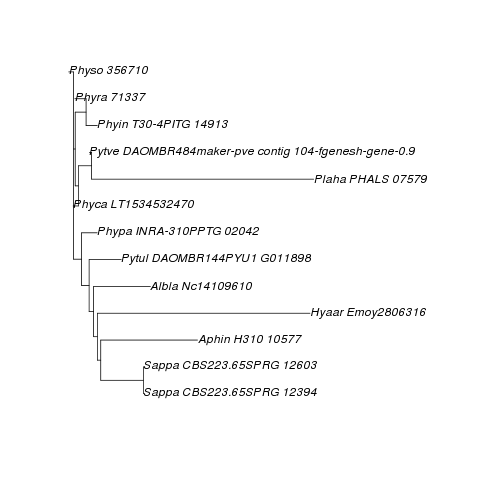 Physo 356710
Phyra 71337
Phyin T30-4PITG 14913
Pytve DAOMBR484maker-pve contig 104-fgenesh-gene-0.9
Plaha PHALS 07579
Phyca LT1534532470
Phypa INRA-310PPTG 02042
Pytul DAOMBR144PYU1 G011898
Albla Nc14109610
Hyaar Emoy2806316
Aphin H310 10577
Sappa CBS223.65SPRG 12603
Sappa CBS223.65SPRG 12394